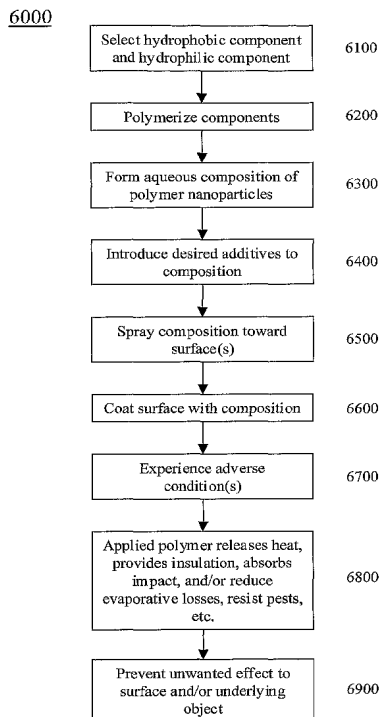 6000
Select hydrophobic component
and hydrophilic component
6100
Polymerize components
6200
Form aqueous composition of
polymer nanoparticles
6300
Introduce desired additives to
composition
6400
Spray composition toward
surface(s)
6500
Coat surface with composition
6600
Experience adverse
condition(s)
6700
Applied polymer releases heat,
provides insulation, absorbs
impact, and/or reduce
evaporative losses, resist pests,
etc.
6800
Prevent unwanted effect to
surface and/or underlying
object
6900